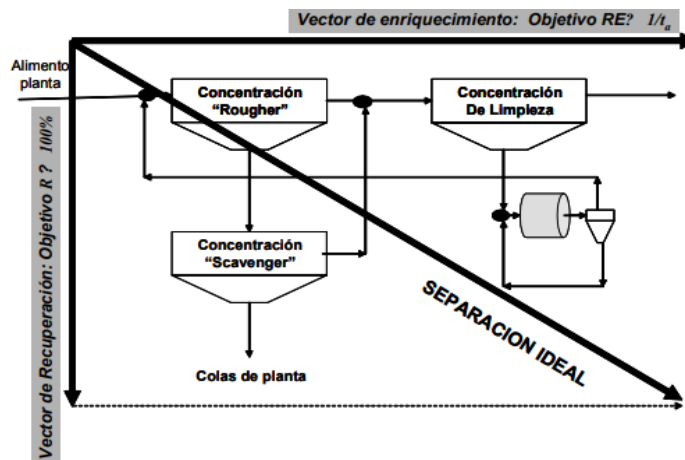 Vector de enriquecimiento: Objetivo RE? 1/ta
Alimento
planta
Concentración
“Rougher”
Concentración
De Limpieza
Vector de Recuperación: Objetivo R ? 100%
Concentración
“Scavenger”
SEPARACION IDEAL
Colas de planta